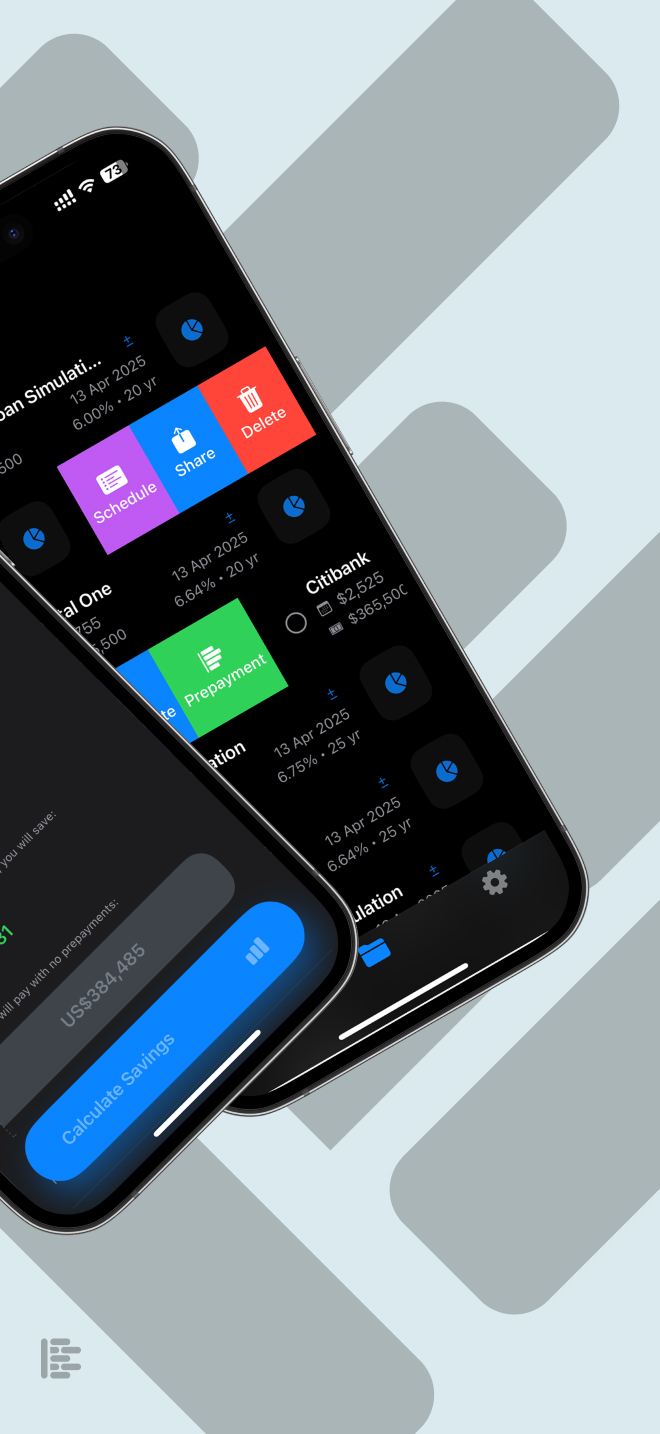 73
oan Simulati...
±
13 Apr 2025
6.00% • 20 yr
500
Schedule
Share
Delete
±
13 Apr 2025
6.64% • 20 yr
tal One
755
5,500
te
Prepayment
Citibank
$2,525
$365,500
±
13 Apr 2025
6.75% • 25 yr
ation
±
13 Apr 2025
6.64% • 25 yr
±
ulation
, you will save:
31
will pay with no prepayments:
US$384,485
Calculate Savings